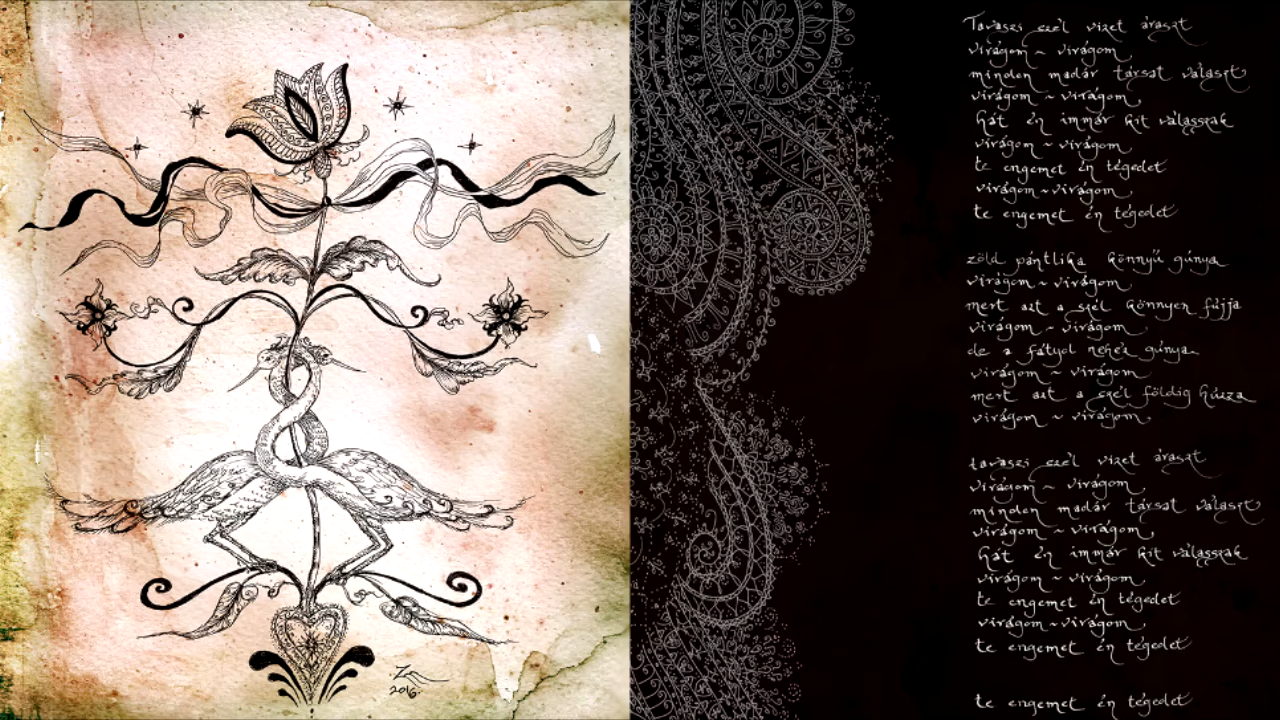 2016
Tavaszi szél vizet áraszt
virágom ~ virágom
minden madár társat választ
virágom ~ virágom
hát én immár kit válasszak
virágom ~ virágom
te engemet én tégedet
virágom ~ virágom
te engemet én tégedet
zöld pántlika könnyű gúnya
virágom ~ virágom
mert azt a szél könnyen fújja
virágom ~ virágom
de a fátyol nehéz gúnya
virágom ~ virágom
mert azt a szél földig húzza
virágom ~ virágom
tavaszi szél vizet áraszt
virágom ~ virágom
minden madár társat választ
virágom ~ virágom
hát én immár kit válasszak
virágom ~ virágom
te engemet én tégedet
virágom ~ virágom
te engemet én tégedet
te engemet én tégedet